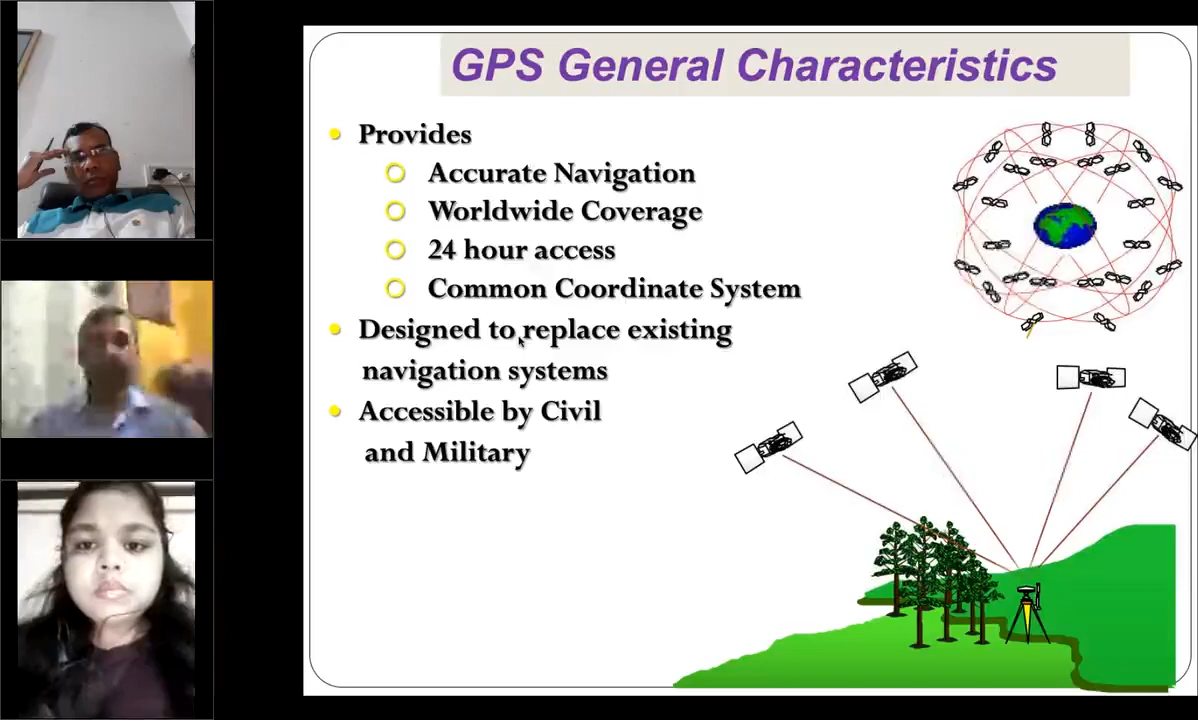 GPS General Characteristics
Provides
Accurate Navigation
Worldwide Coverage
24 hour access
Common Coordinate System
Designed to replace existing
navigation systems
Accessible by Civil
and Military